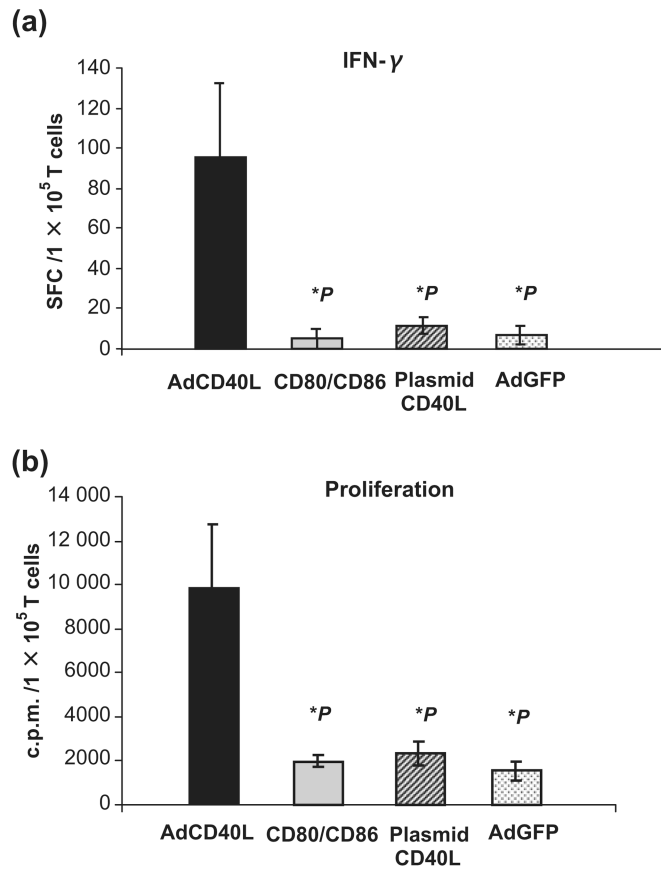 (a)
IFN-γ
SFC /1 × 10⁵ T cells
140
120
100
80
60
40
20
0
*P
*P
*P
AdCD40L
CD80/CD86
Plasmid
CD40L
AdGFP
(b)
Proliferation
c.p.m. /1 × 10⁵ T cells
14 000
12 000
10 000
8000
6000
4000
2000
0
*P
*P
*P
AdCD40L
CD80/CD86
Plasmid
CD40L
AdGFP